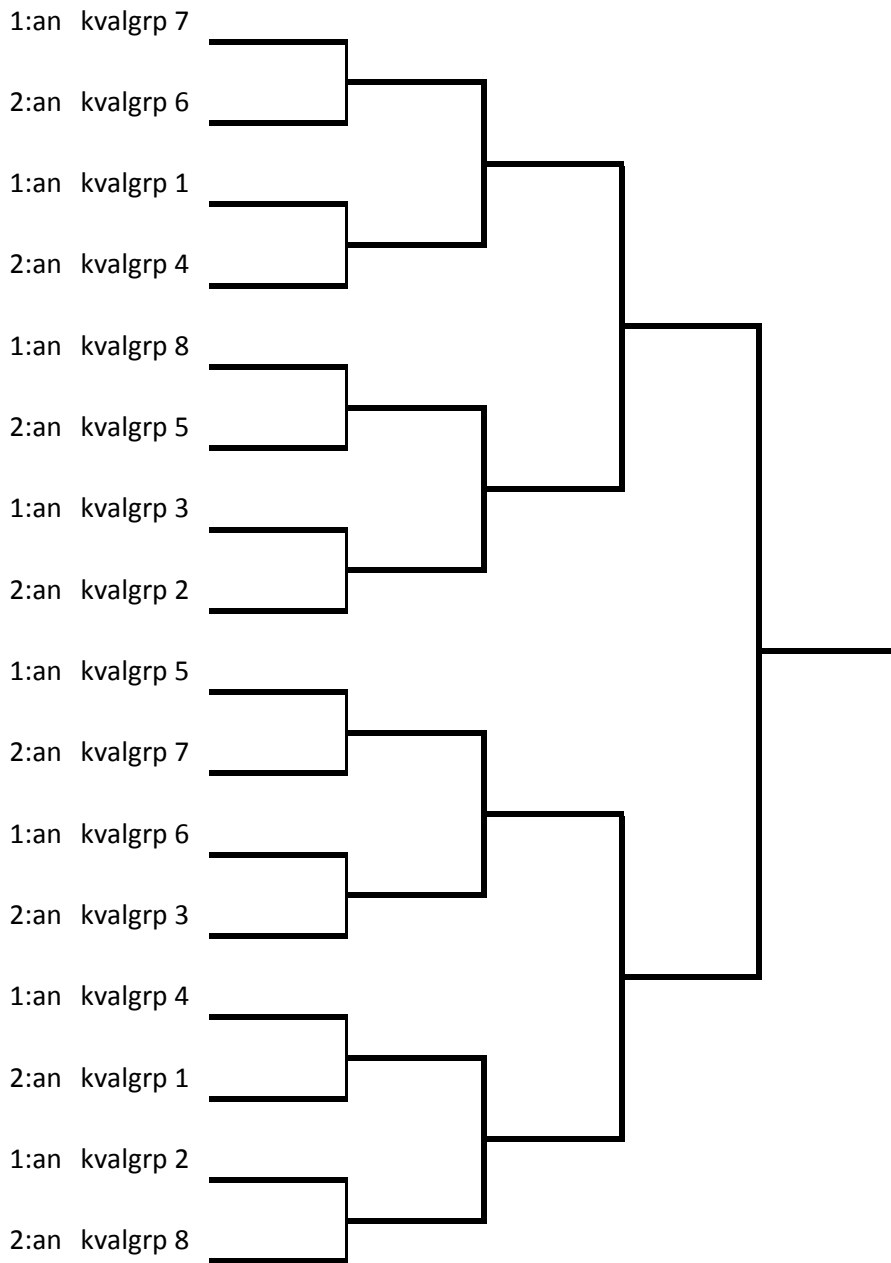 1:an kvalgrp 7
2:an kvalgrp 6
1:an kvalgrp 1
2:an kvalgrp 4
1:an kvalgrp 8
2:an kvalgrp 5
1:an kvalgrp 3
2:an kvalgrp 2
1:an kvalgrp 5
2:an kvalgrp 7
1:an kvalgrp 6
2:an kvalgrp 3
1:an kvalgrp 4
2:an kvalgrp 1
1:an kvalgrp 2
2:an kvalgrp 8